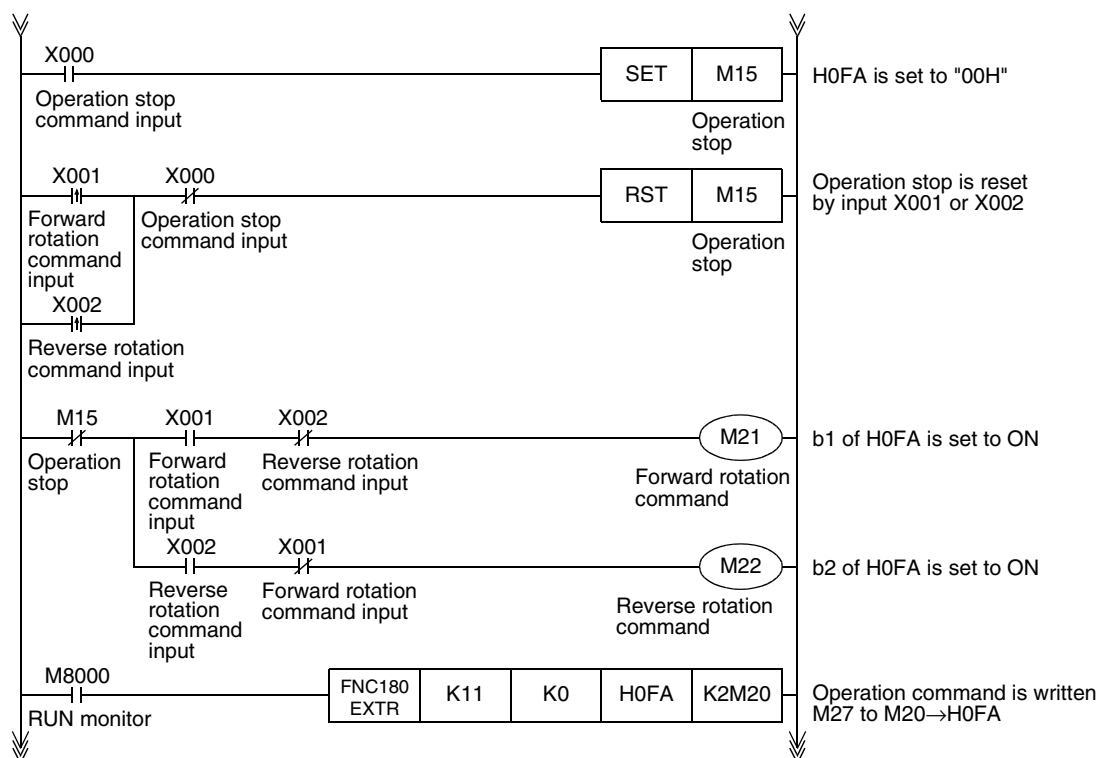 X000
SET M15
H0FA is set to "00H"
Operation stop
command input
Operation
stop
X001 X000
RST M15
Operation stop is reset
by input X001 or X002
Forward
rotation
command
input
Operation stop
command input
Operation
stop
X002
Reverse rotation
command input
M15 X001 X002
M21
b1 of H0FA is set to ON
Operation
stop
Forward
rotation
command
input
Reverse rotation
command input
Forward rotation
command
X002 X001
M22
b2 of H0FA is set to ON
Reverse
rotation
command
input
Forward rotation
command input
Reverse rotation
command
M8000
RUN monitor
FNC180
EXTR
K11 K0 H0FA K2M20
Operation command is written
M27 to M20→H0FA